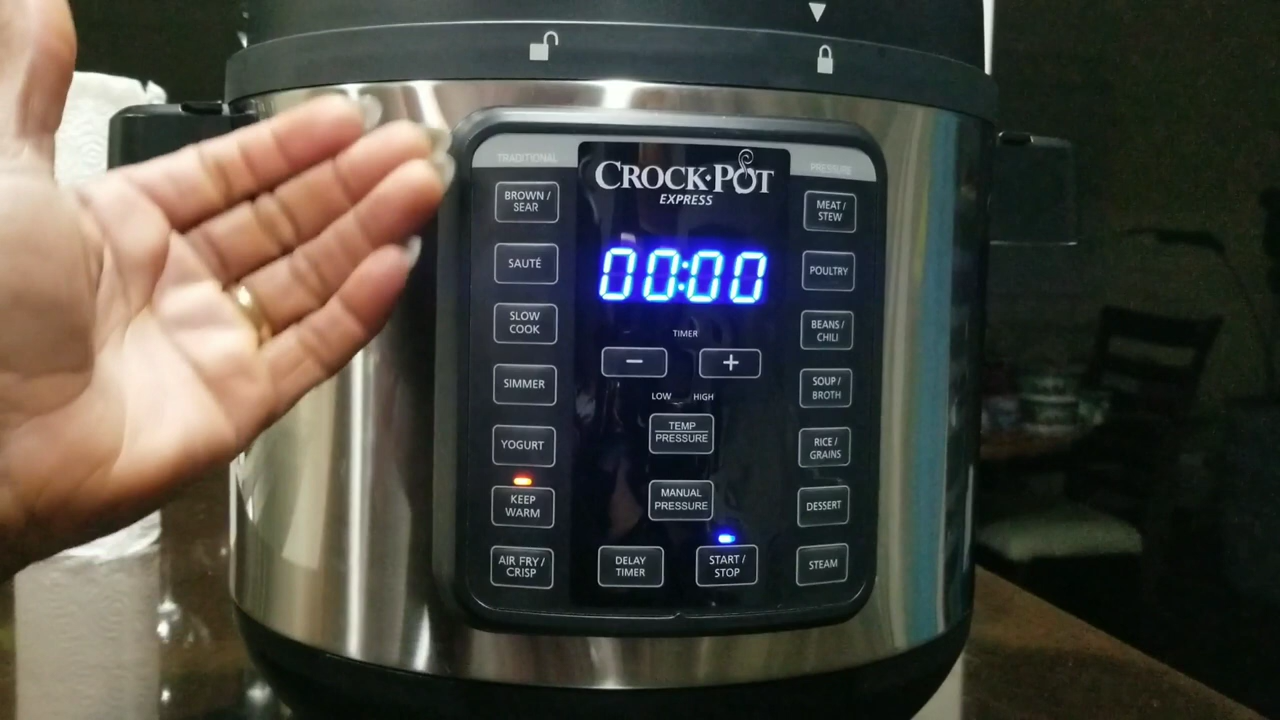 TRADITIONAL
BROWN /
SEAR
SAUTÉ
SLOW
COOK
SIMMER
YOGURT
KEEP
WARM
AIR FRY/
CRISP
CROCK•POT
EXPRESS
00:00
TIMER
− +
LOW HIGH
TEMP
PRESSURE
MANUAL
PRESSURE
DELAY
TIMER
START /
STOP
PRESSURE
MEAT /
STEW
POULTRY
BEANS /
CHILI
SOUP /
BROTH
RICE /
GRAINS
DESSERT
STEAM